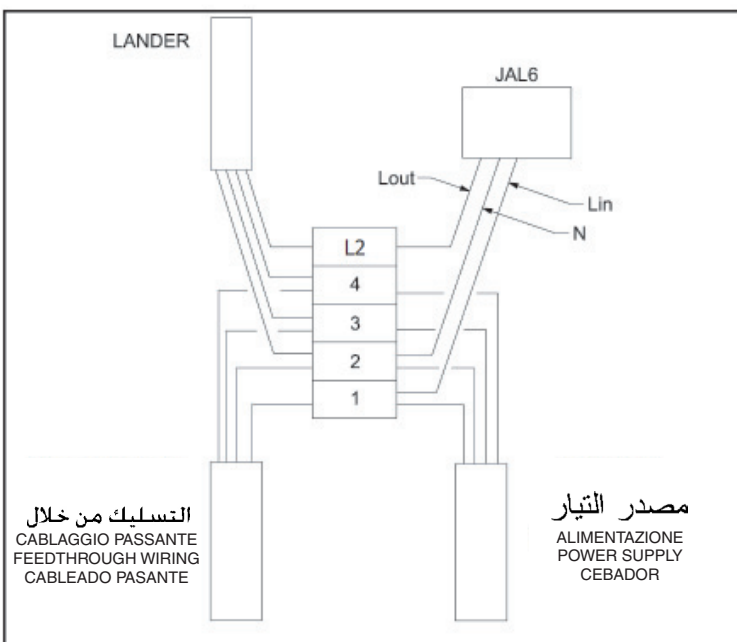 LANDER
JAL6
Lout
Lin
N
L2
4
3
2
1
التسليك من خلال
CABLAGGIO PASSANTE
FEEDTHROUGH WIRING
CABLEADO PASANTE
مصدر التيار
ALIMENTAZIONE
POWER SUPPLY
CEBADOR